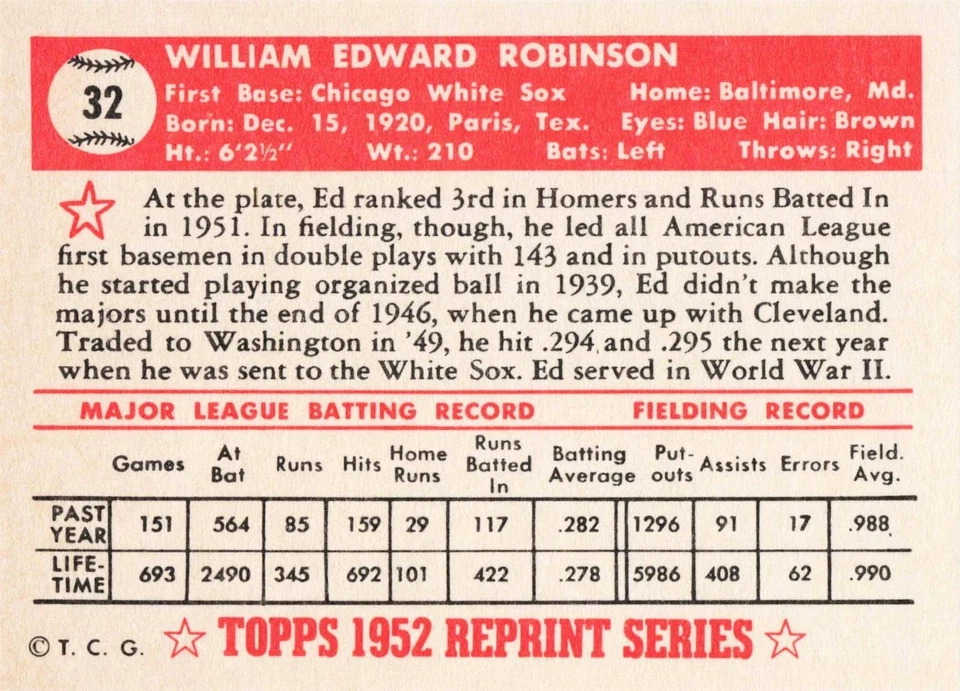 32
WILLIAM EDWARD ROBINSON
First Base: Chicago White Sox Home: Baltimore, Md.
Born: Dec. 15, 1920, Paris, Tex. Eyes: Blue Hair: Brown
Ht.: 6'2½" Wt.: 210 Bats: Left Throws: Right
At the plate, Ed ranked 3rd in Homers and Runs Batted In
in 1951. In fielding, though, he led all American League
first basemen in double plays with 143 and in putouts. Although
he started playing organized ball in 1939, Ed didn't make the
majors until the end of 1946, when he came up with Cleveland.
Traded to Washington in '49, he hit .294 and .295 the next year
when he was sent to the White Sox. Ed served in World War II.
MAJOR LEAGUE BATTING RECORD FIELDING RECORD
Games At Bat Runs Hits Home Runs Runs Batted In Batting Average Put-outs Assists Errors Field. Avg.
PAST YEAR 151 564 85 159 29 117 .282 1296 91 17 .988
LIFE-TIME 693 2490 345 692 101 422 .278 5986 408 62 .990
© T. C. G. TOPPS 1952 REPRINT SERIES